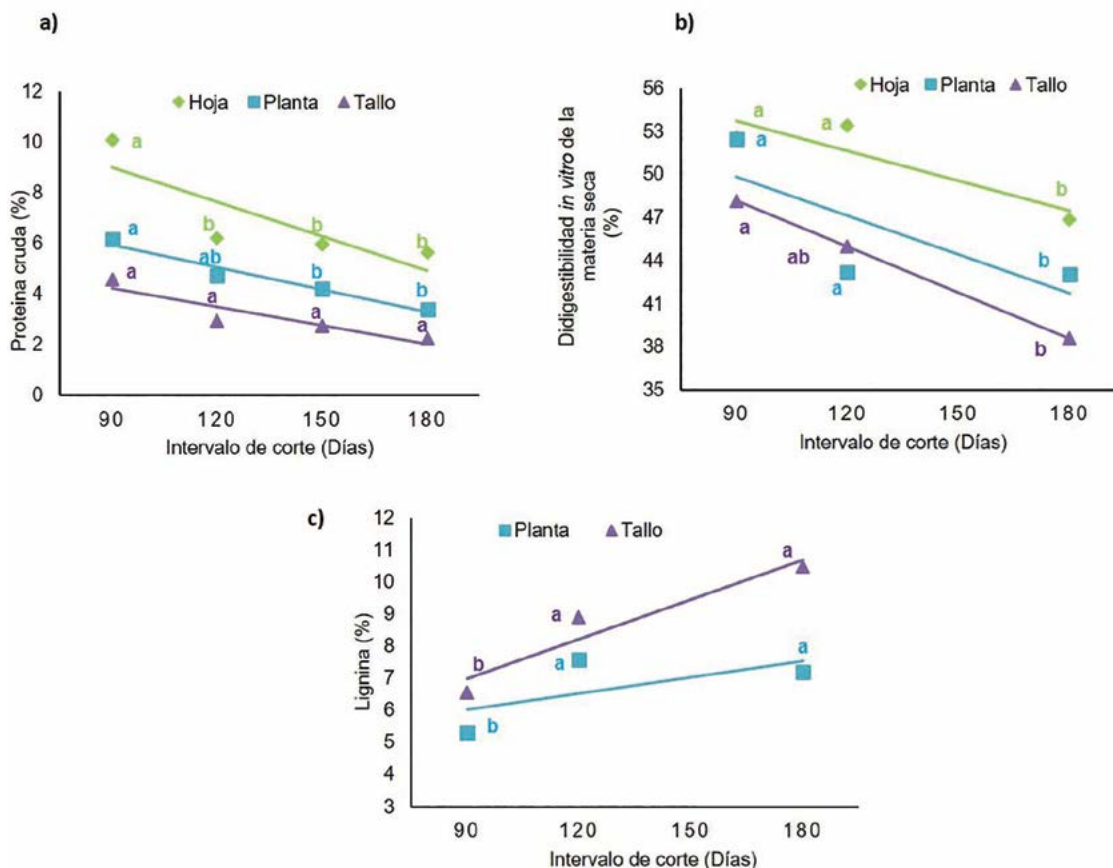 a)
12
10
8
6
4
2
0
Proteina cruda (%)
Hoja Planta Tallo
a
b
b
b
a
ab
b
b
a
a
a
a
90 120 150 180
Intervalo de corte (Días)
b)
56
53
50
47
44
41
38
35
Didigestibilidad in vitro de la
materia seca
(%)
Hoja Planta Tallo
a
a
b
a
a
b
a
ab
b
90 120 150 180
Intervalo de corte (Días)
c)
12
11
10
9
8
7
6
5
4
3
Lignina (%)
Planta Tallo
b
a
a
b
a
a
90 120 150 180
Intervalo de corte (Días)